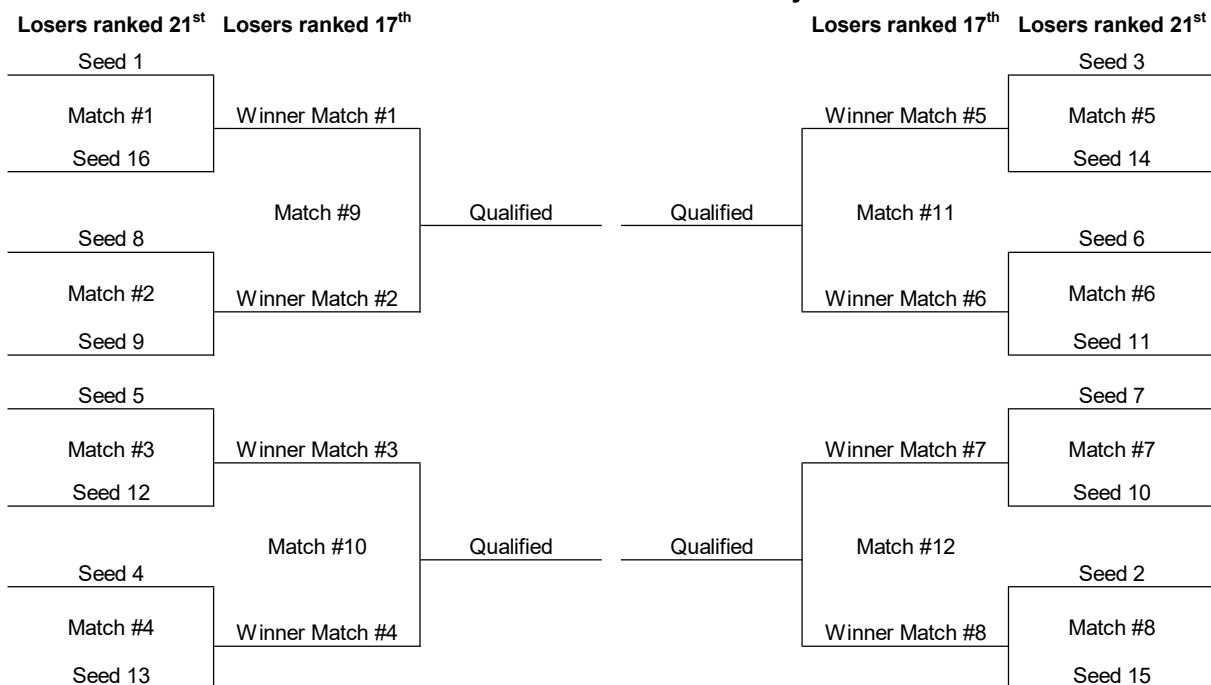 Losers ranked 21st Losers ranked 17th Losers ranked 17th Losers ranked 21st
Seed 1 Seed 3
Match #1 Winner Match #1 Winner Match #5 Match #5
Seed 16 Seed 14
Match #9 Qualified Qualified Match #11
Seed 8 Seed 6
Match #2 Winner Match #2 Winner Match #6 Match #6
Seed 9 Seed 11
Seed 5 Seed 7
Match #3 Winner Match #3 Winner Match #7 Match #7
Seed 12 Seed 10
Match #10 Qualified Qualified Match #12
Seed 4 Seed 2
Match #4 Winner Match #4 Winner Match #8 Match #8
Seed 13 Seed 15